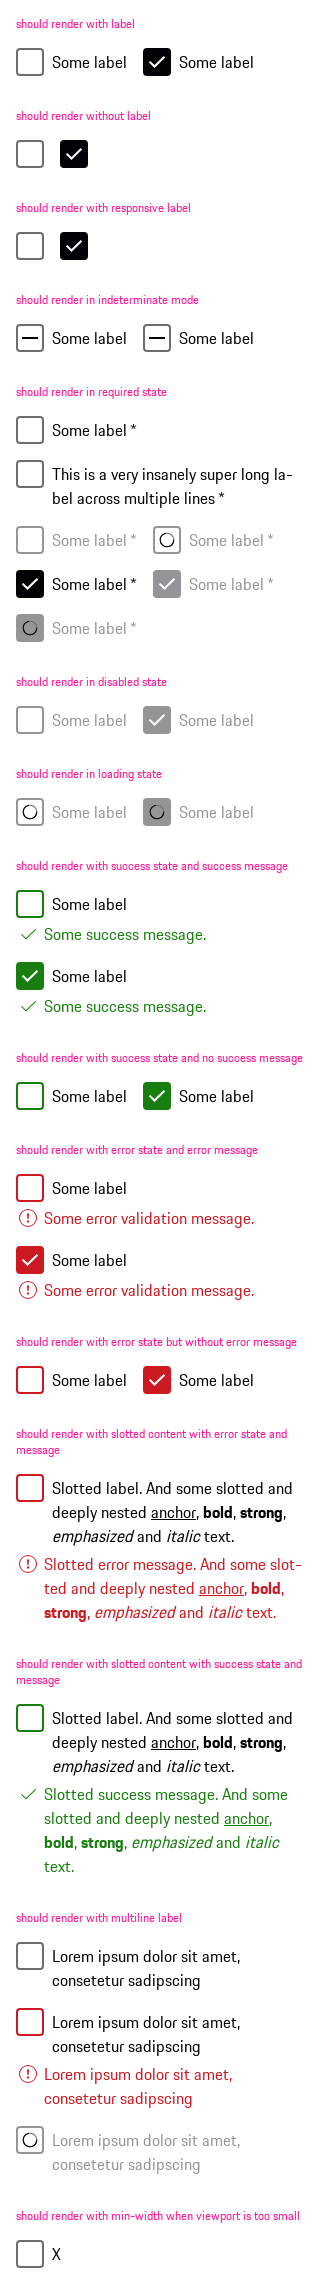 should render with label
Some label Some label
should render without label
should render with responsive label
should render in indeterminate mode
Some label Some label
should render in required state
Some label *
This is a very insanely super long la-
bel across multiple lines *
Some label * Some label *
Some label * Some label *
Some label *
should render in disabled state
Some label Some label
should render in loading state
Some label Some label
should render with success state and success message
Some label
Some success message.
Some label
Some success message.
should render with success state and no success message
Some label Some label
should render with error state and error message
Some label
Some error validation message.
Some label
Some error validation message.
should render with error state but without error message
Some label Some label
should render with slotted content with error state and
message
Slotted label. And some slotted and
deeply nested anchor, bold, strong,
emphasized and italic text.
Slotted error message. And some slot-
ted and deeply nested anchor, bold,
strong, emphasized and italic text.
should render with slotted content with success state and
message
Slotted label. And some slotted and
deeply nested anchor, bold, strong,
emphasized and italic text.
Slotted success message. And some
slotted and deeply nested anchor,
bold, strong, emphasized and italic
text.
should render with multiline label
Lorem ipsum dolor sit amet,
consetetur sadipscing
Lorem ipsum dolor sit amet,
consetetur sadipscing
Lorem ipsum dolor sit amet,
consetetur sadipscing
Lorem ipsum dolor sit amet,
consetetur sadipscing
should render with min-width when viewport is too small
X